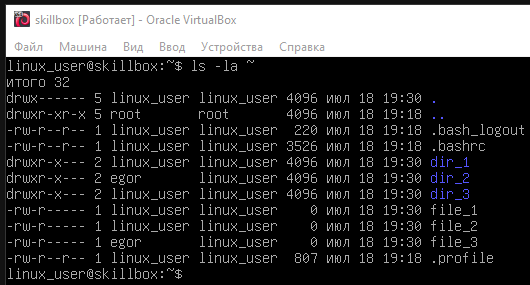 skillbox [Работает] - Oracle VirtualBox
Файл Машина Вид Ввод Устройства Справка
linux_user@skillbox:~$ ls -la ~
итого 32
drwx------ 5 linux_user linux_user 4096 июл 18 19:30 .
drwxr-xr-x 5 root       root       4096 июл 18 19:18 ..
-rw-r--r-- 1 linux_user linux_user  220 июл 18 19:18 .bash_logout
-rw-r--r-- 1 linux_user linux_user 3526 июл 18 19:18 .bashrc
drwxr-x--- 2 linux_user linux_user 4096 июл 18 19:30 dir_1
drwxr-x--- 2 egor       linux_user 4096 июл 18 19:30 dir_2
drwxr-x--- 2 linux_user linux_user 4096 июл 18 19:30 dir_3
-rw-r----- 1 linux_user linux_user    0 июл 18 19:30 file_1
-rw-r----- 1 linux_user linux_user    0 июл 18 19:30 file_2
-rw-r----- 1 egor       linux_user    0 июл 18 19:30 file_3
-rw-r--r-- 1 linux_user linux_user  807 июл 18 19:18 .profile
linux_user@skillbox:~$